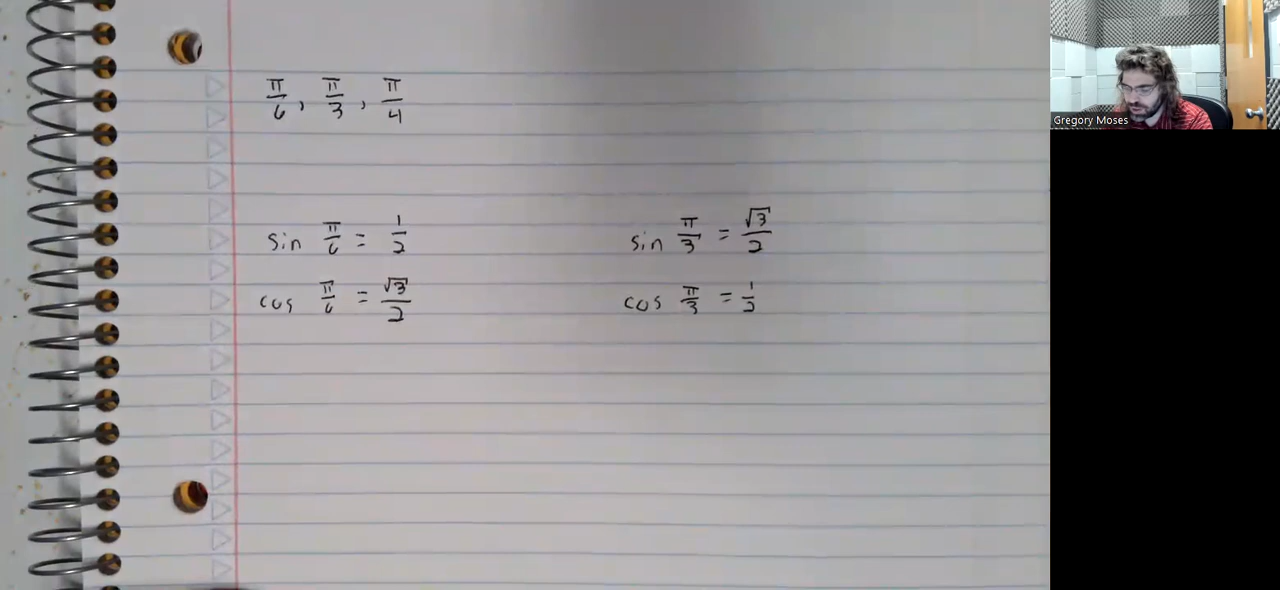 π/6, π/3, π/4
sin π/6 = 1/2
cos π/6 = √3/2
sin π/3 = √3/2
cos π/3 = 1/2
Gregory Moses